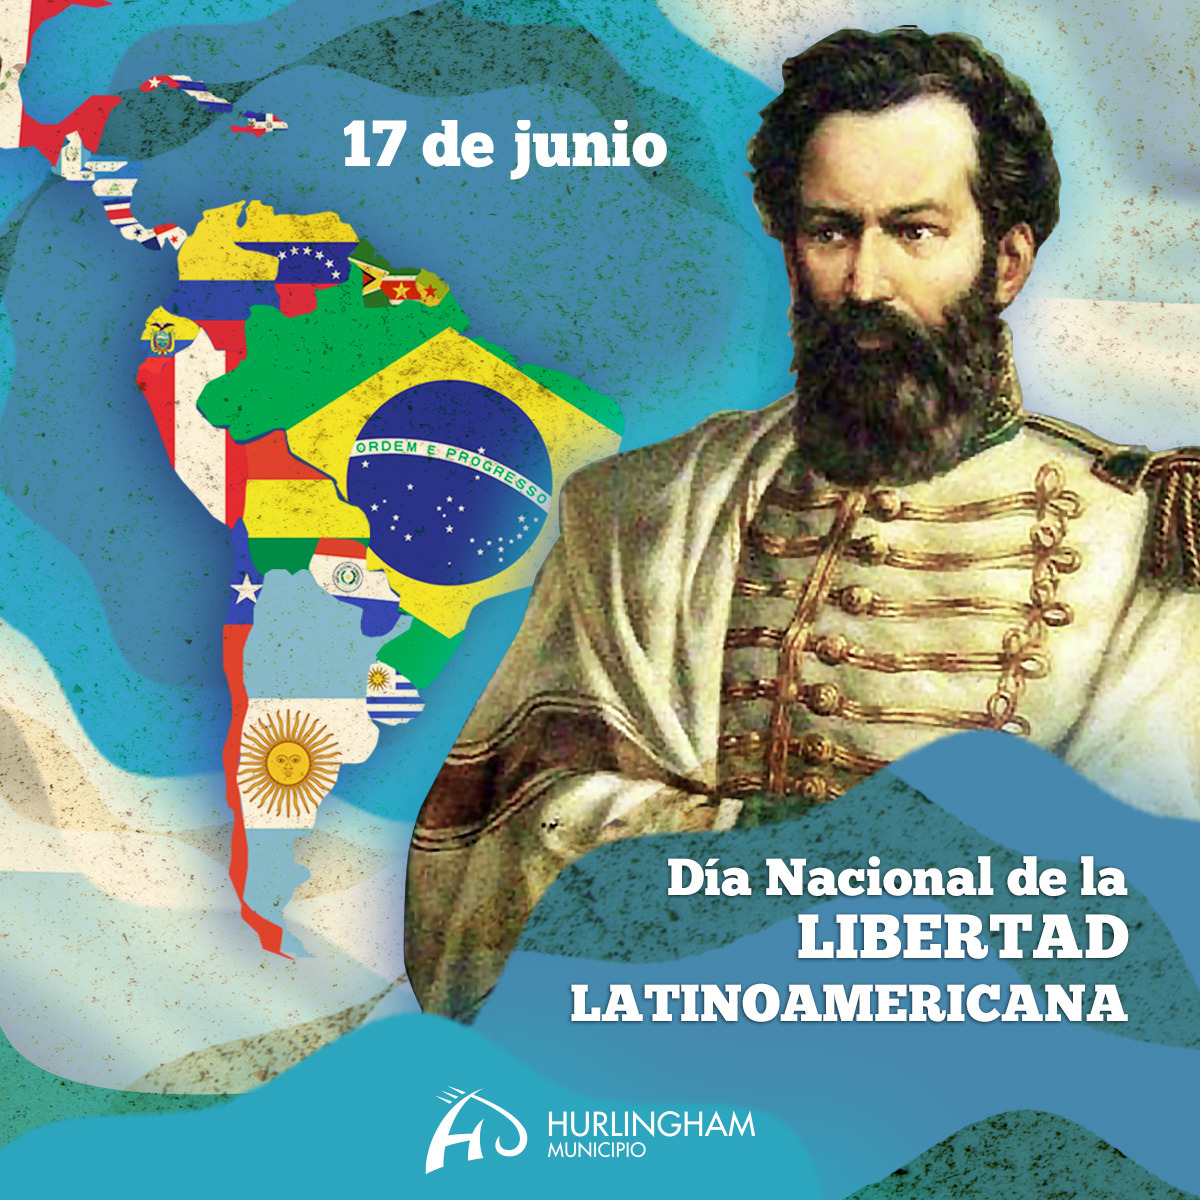 17 de junio
ORDEM E PROGRESSO
Día Nacional de la
LIBERTAD
LATINOAMERICANA
HURLINGHAM
MUNICIPIO